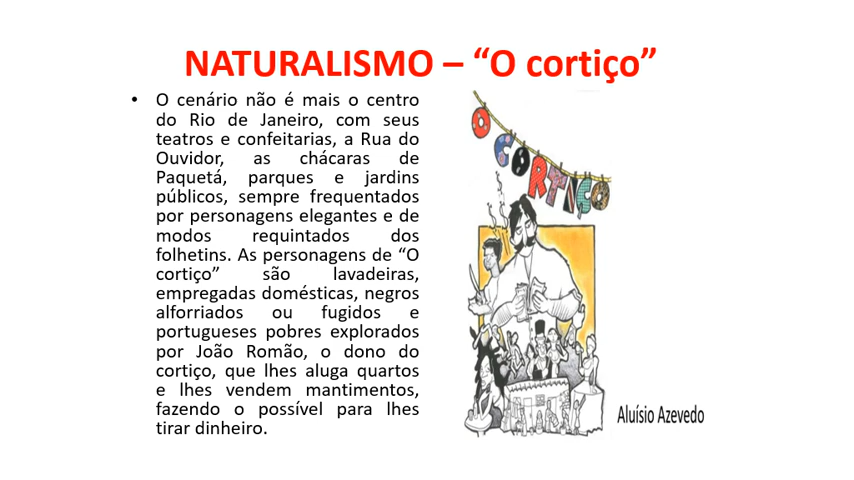 NATURALISMO – “O cortiço”
• O cenário não é mais o centro
do Rio de Janeiro, com seus
teatros e confeitarias, a Rua do
Ouvidor, as chácaras de
Paquetá, parques e jardins
públicos, sempre frequentados
por personagens elegantes e de
modos requintados dos
folhetins. As personagens de “O
cortiço” são lavadeiras,
empregadas domésticas, negros
alforriados ou fugidos e
portugueses pobres explorados
por João Romão, o dono do
cortiço, que lhes aluga quartos
e lhes vendem mantimentos,
fazendo o possível para lhes
tirar dinheiro.
O CORTIÇO
Aluísio Azevedo